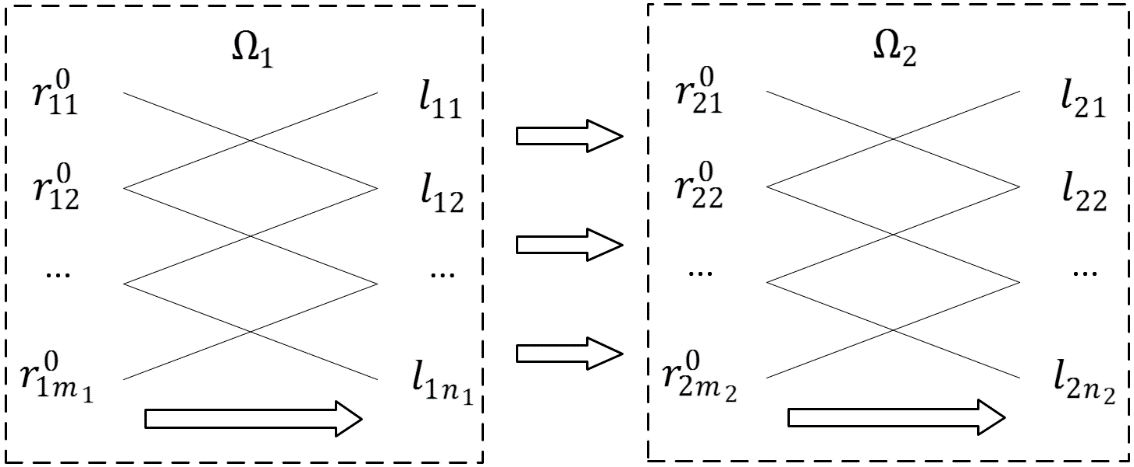 Ω₁ Ω₂
r⁰₁₁ l₁₁ r⁰₂₁ l₂₁
r⁰₁₂ l₁₂ r⁰₂₂ l₂₂
... ... ... ...
r⁰₁ₘ₁ l₁ₙ₁ r⁰₂ₘ₂ l₂ₙ₂